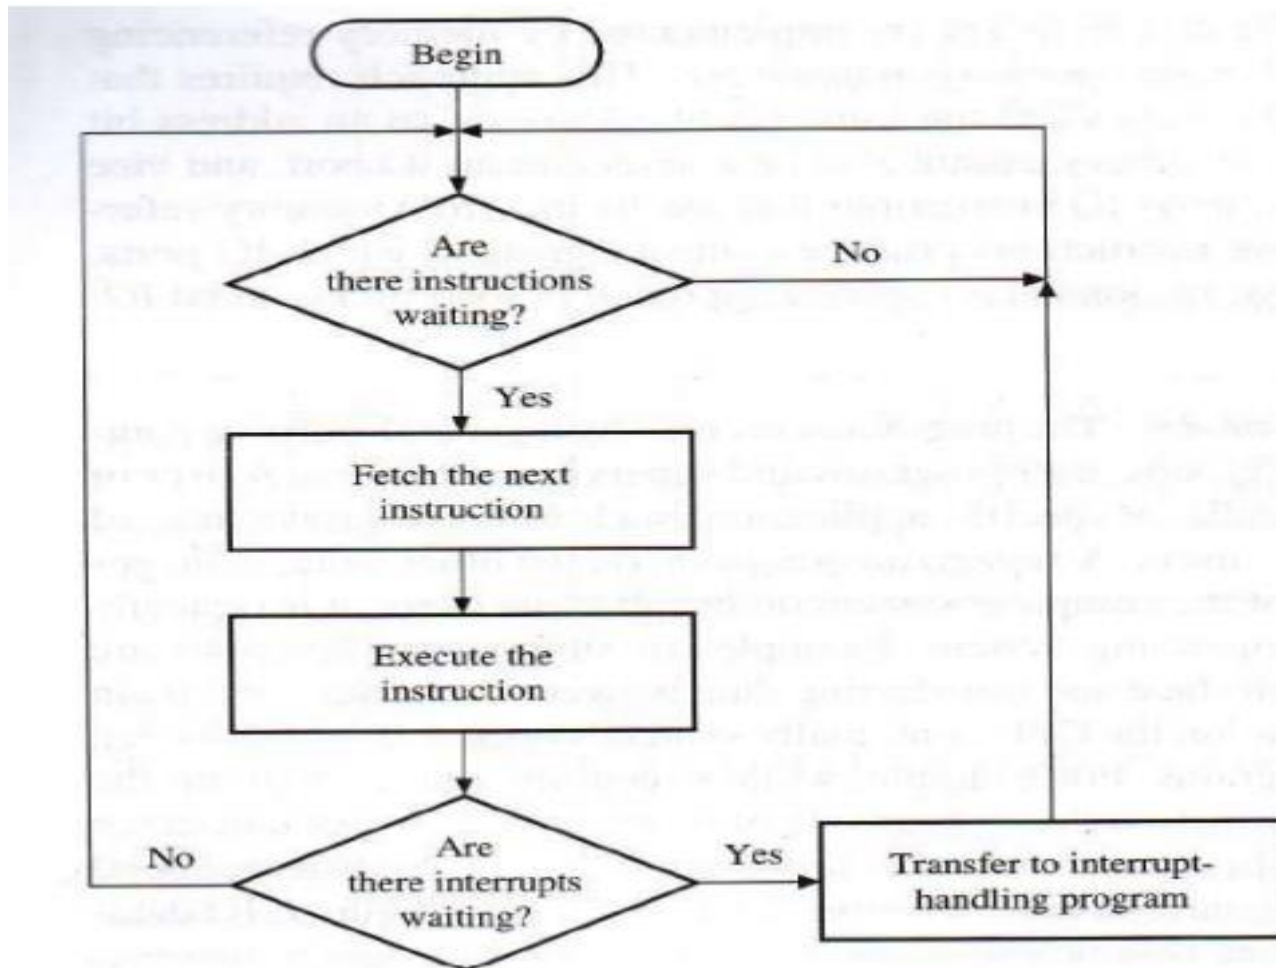 Begin
Are
there instructions
waiting?
No
Yes
Fetch the next
instruction
Execute the
instruction
Are
there interrupts
waiting?
No
Yes
Transfer to interrupt-
handling program